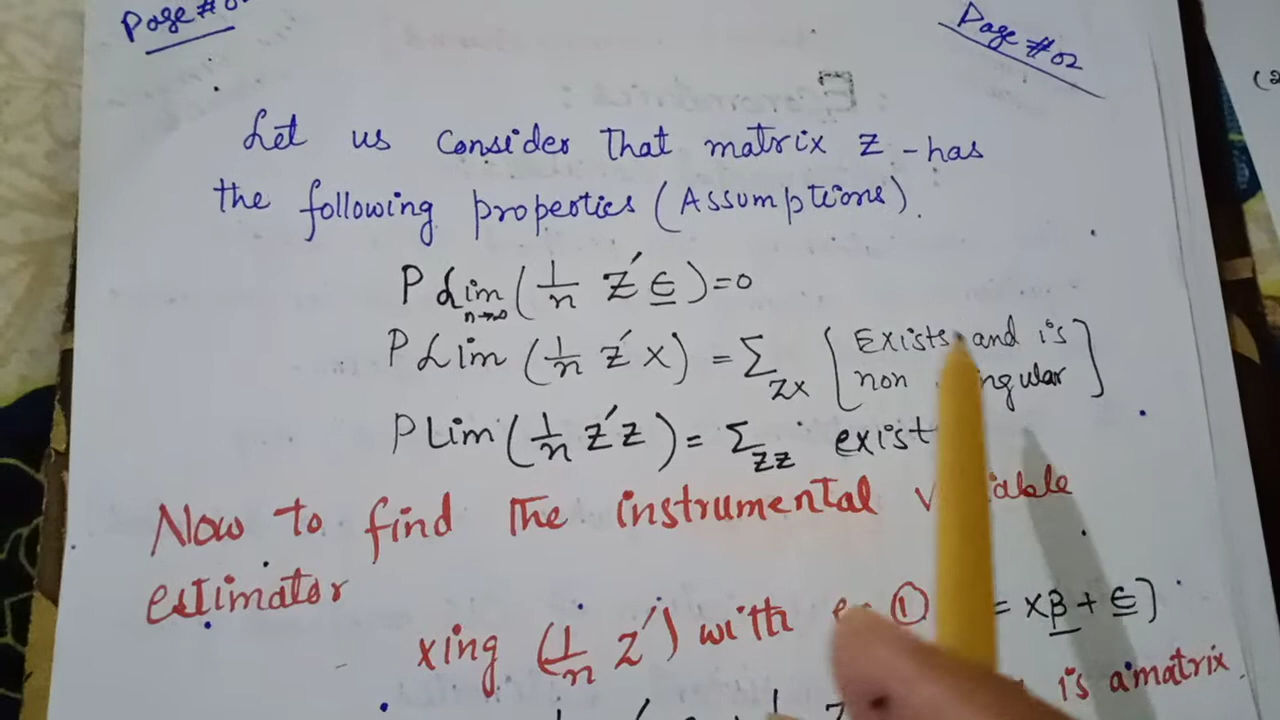 Page #0
Page #02
Let us consider that matrix Z - has
the following properties (Assumptions).
P Lim n→∞ (1/n Z'ε) = 0
P Lim (1/n Z'X) = Σ ZX [Exists and is
non ngular]
P Lim (1/n Z'Z) = Σ ZZ exist
Now to find the instrumental v able
estimator
xing (1/n Z') with ① = Xβ + ε]
is a matrix